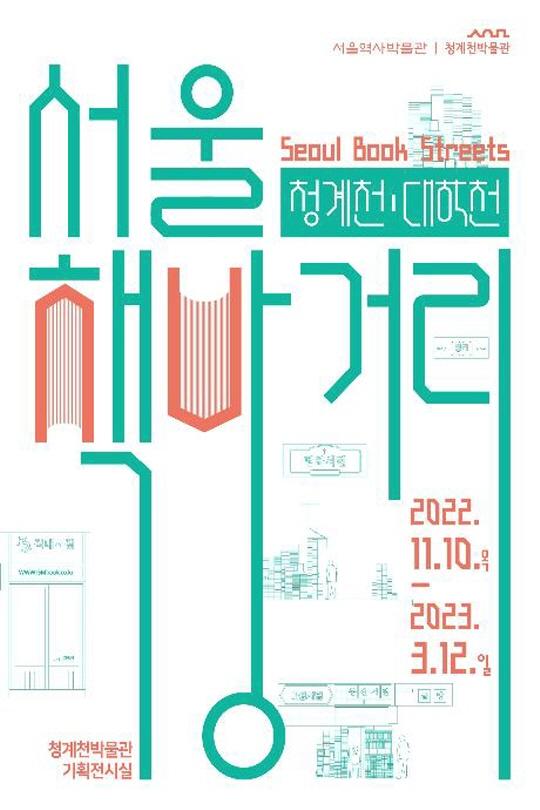 서울역사박물관 | 청계천박물관
서울
Seoul Book Streets
청계천·대학천
책방거리
2022.
11.10.목
–
2023.
3.12.일
청계천박물관
기획전시실